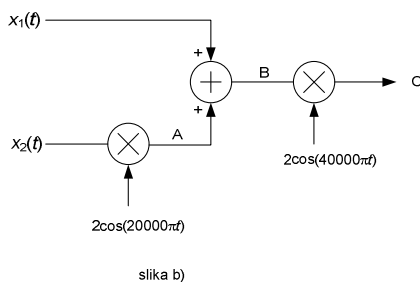 x₁(t)
+
+
B
C
A
x₂(t)
2cos(40000πt)
2cos(20000πt)
slika b)